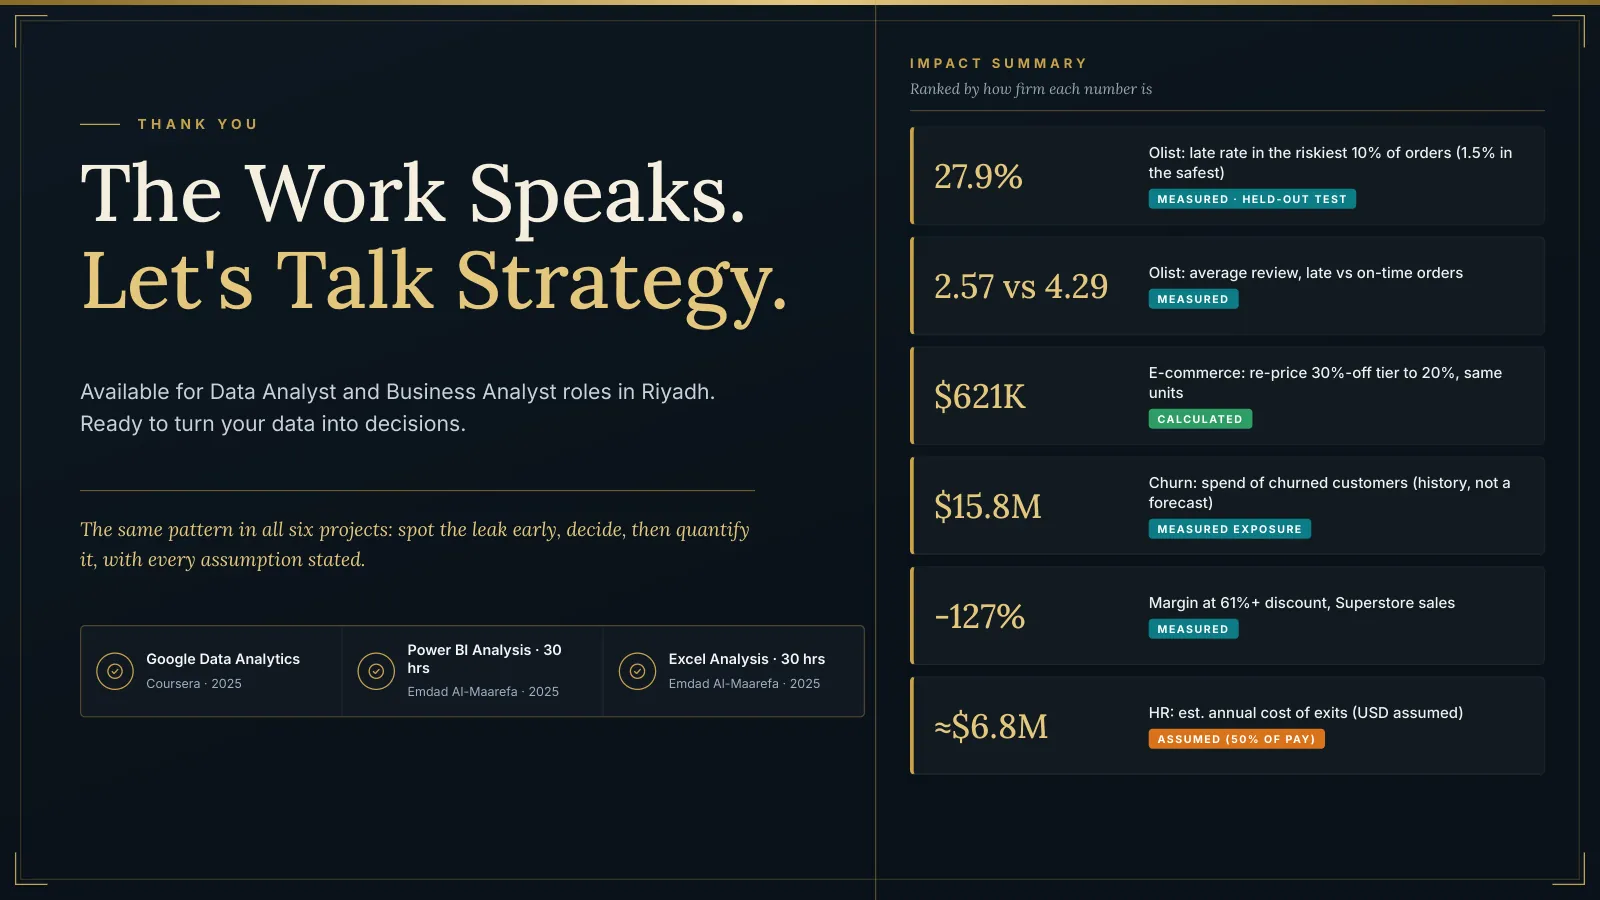 THANK YOU
The Work Speaks.
Let's Talk Strategy.
Available for Data Analyst and Business Analyst roles in Riyadh.
Ready to turn your data into decisions.
The same pattern in all six projects: spot the leak early, decide, then quantify
it, with every assumption stated.
Google Data Analytics
Coursera · 2025
Power BI Analysis · 30
hrs
Emdad Al-Maarefa · 2025
Excel Analysis · 30 hrs
Emdad Al-Maarefa · 2025
IMPACT SUMMARY
Ranked by how firm each number is
27.9%
Olist: late rate in the riskiest 10% of orders (1.5% in
the safest)
MEASURED · HELD-OUT TEST
2.57 vs 4.29
Olist: average review, late vs on-time orders
MEASURED
$621K
E-commerce: re-price 30%-off tier to 20%, same
units
CALCULATED
$15.8M
Churn: spend of churned customers (history, not a
forecast)
MEASURED EXPOSURE
-127%
Margin at 61%+ discount, Superstore sales
MEASURED
≈$6.8M
HR: est. annual cost of exits (USD assumed)
ASSUMED (50% OF PAY)